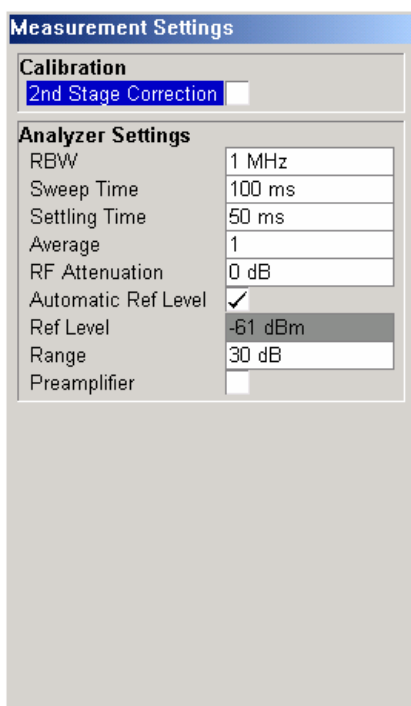 Measurement Settings
Calibration
2nd Stage Correction
Analyzer Settings
RBW 1 MHz
Sweep Time 100 ms
Settling Time 50 ms
Average 1
RF Attenuation 0 dB
Automatic Ref Level ✓
Ref Level -61 dBm
Range 30 dB
Preamplifier